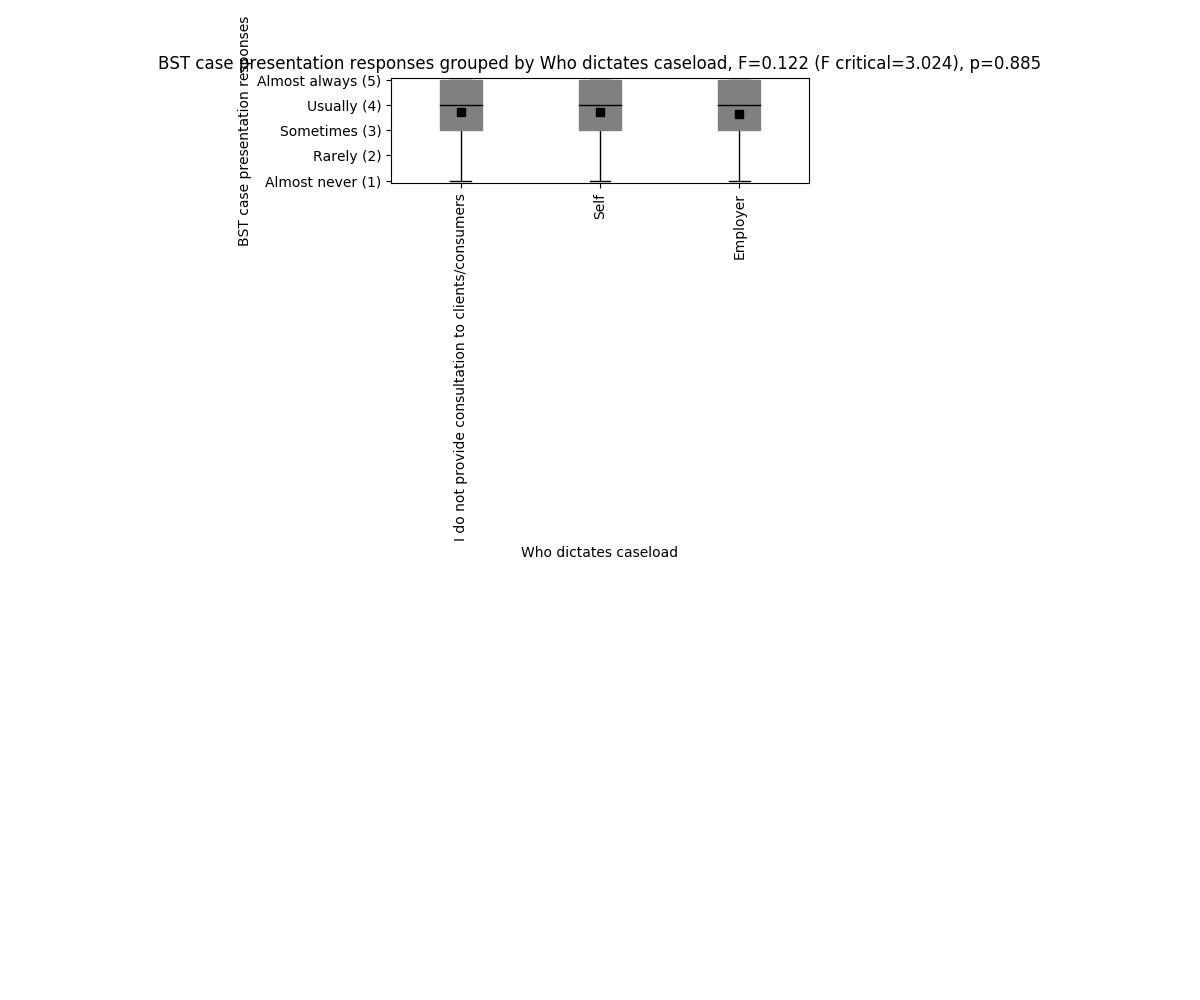 BST case presentation responses grouped by Who dictates caseload, F=0.122 (F critical=3.024), p=0.885
BST case presentation responses
Almost always (5)
Usually (4)
Sometimes (3)
Rarely (2)
Almost never (1)
I do not provide consultation to clients/consumers
Self
Employer
Who dictates caseload